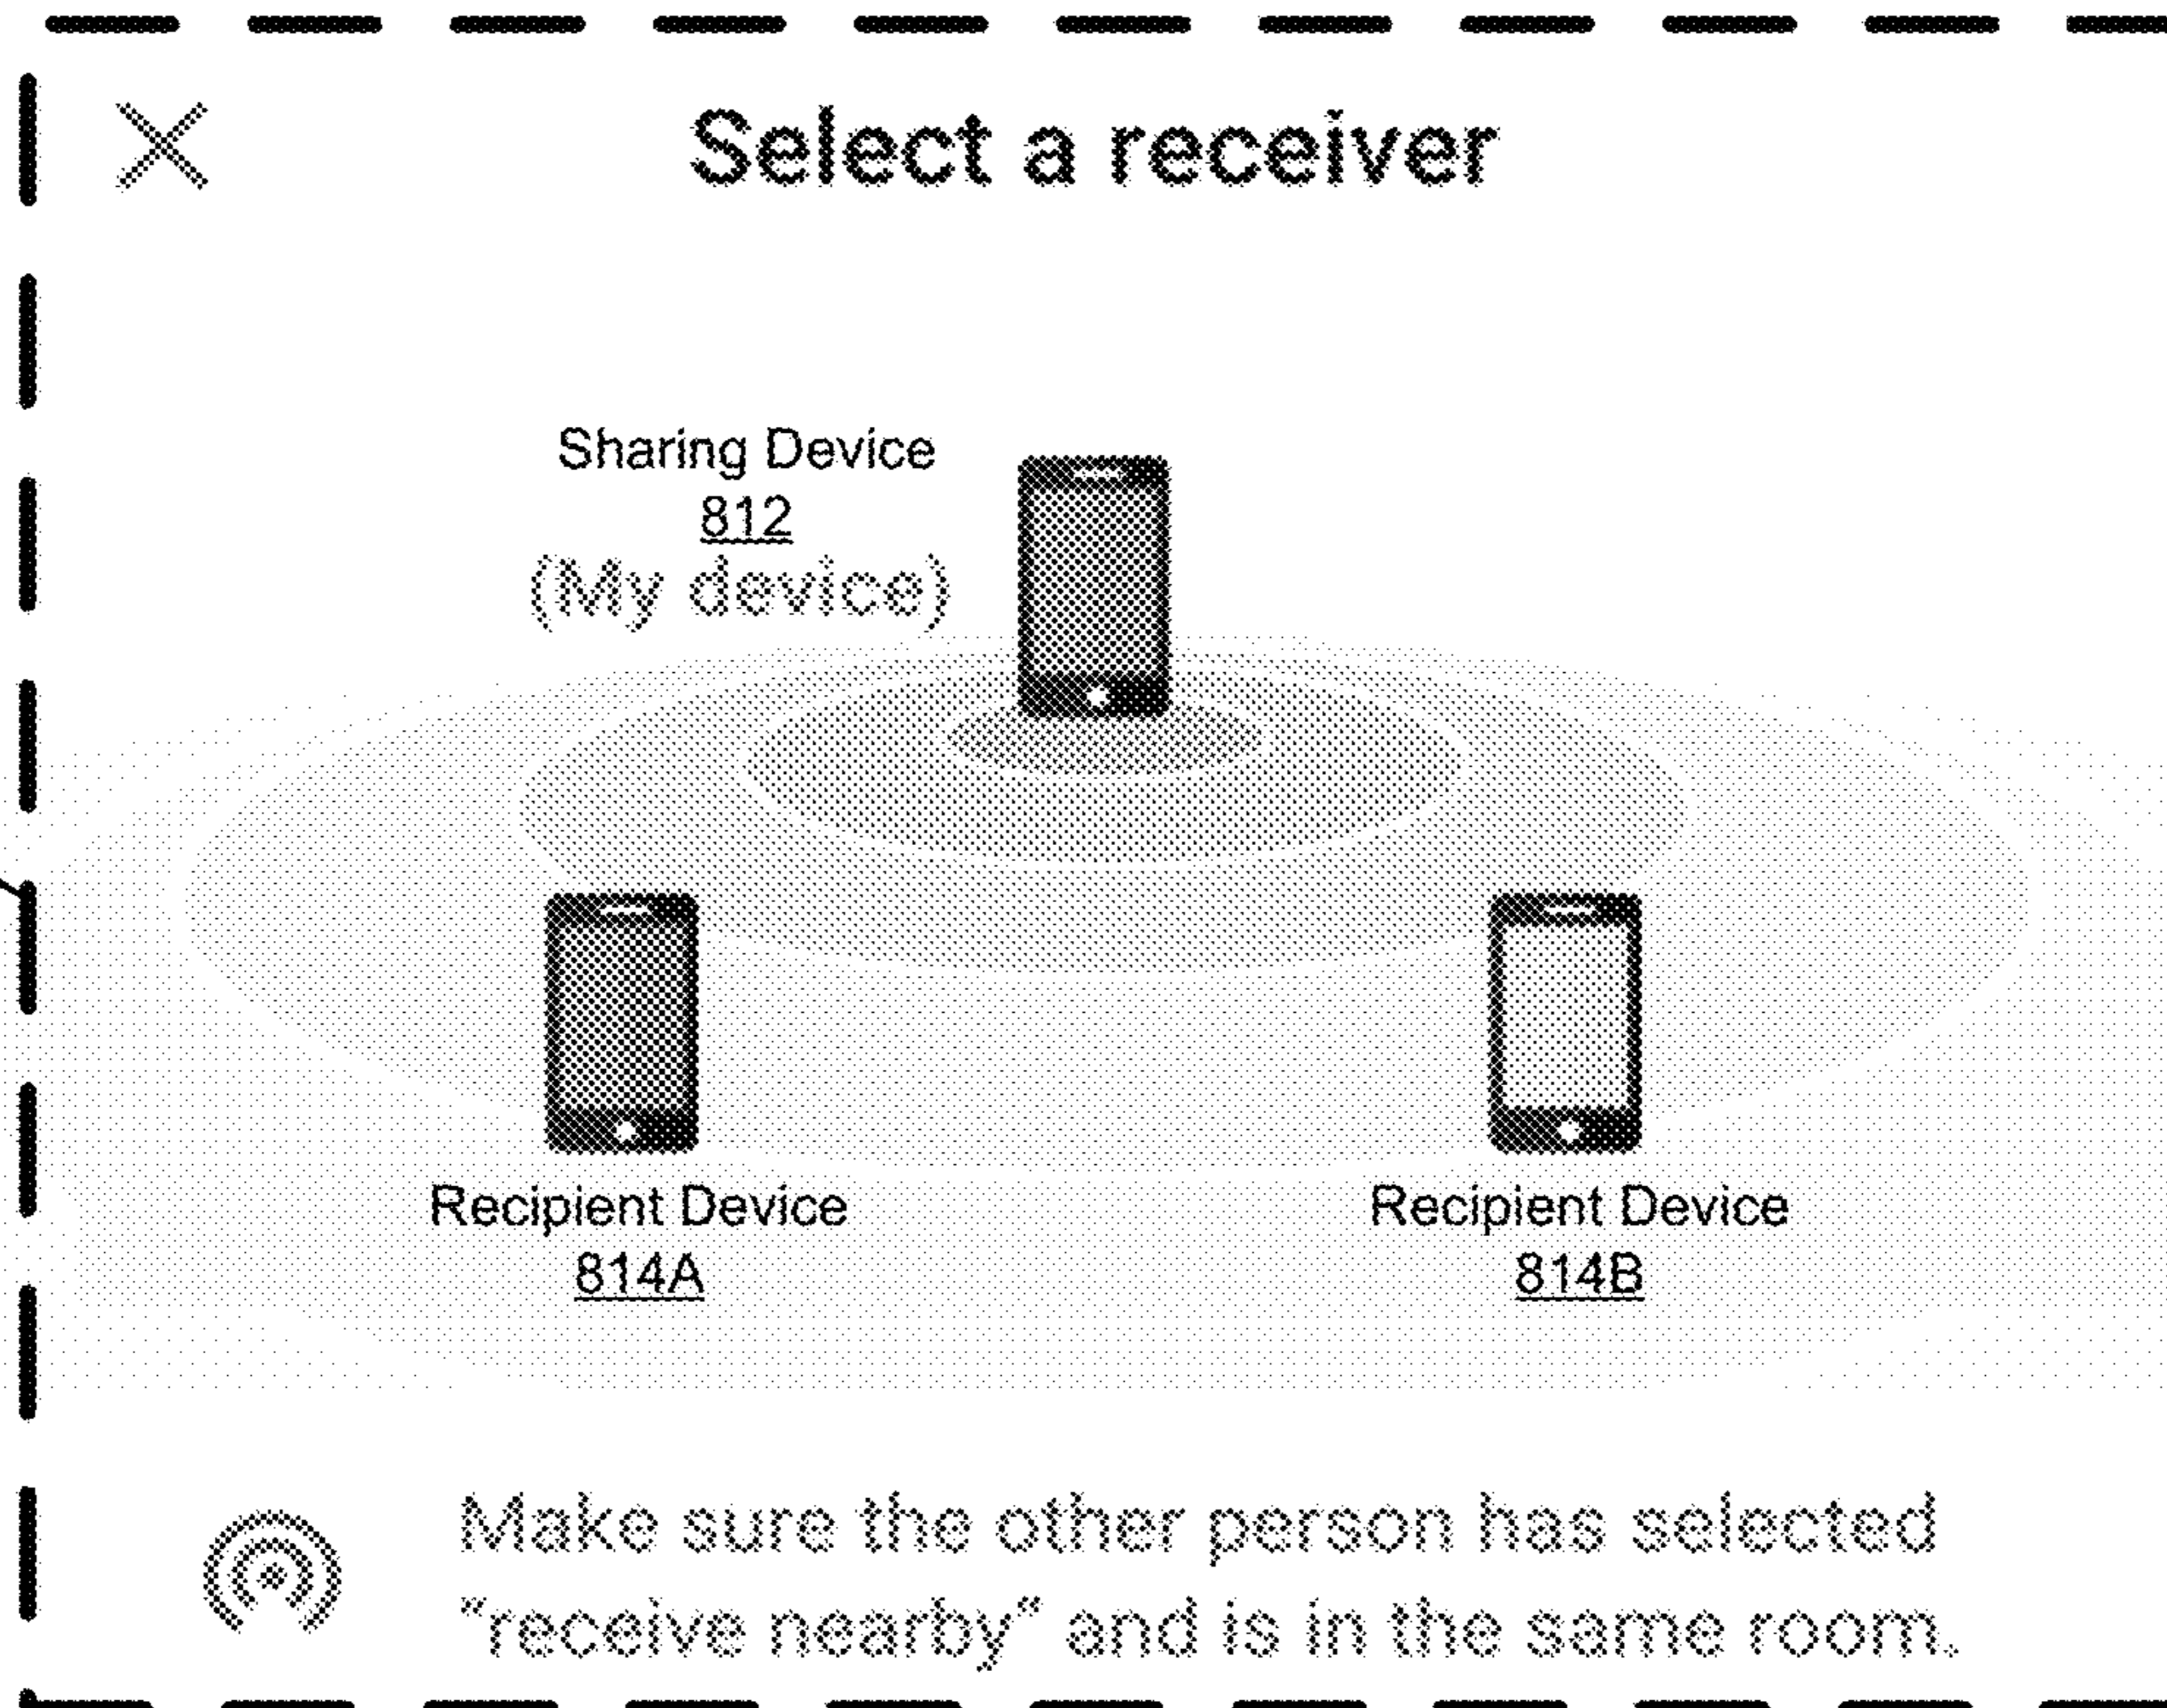 Select a receiver
Sharing Device
812
(My device)
Recipient Device
814A
Recipient Device
814B
Make sure the other person has selected
"receive nearby" and is in the same room.